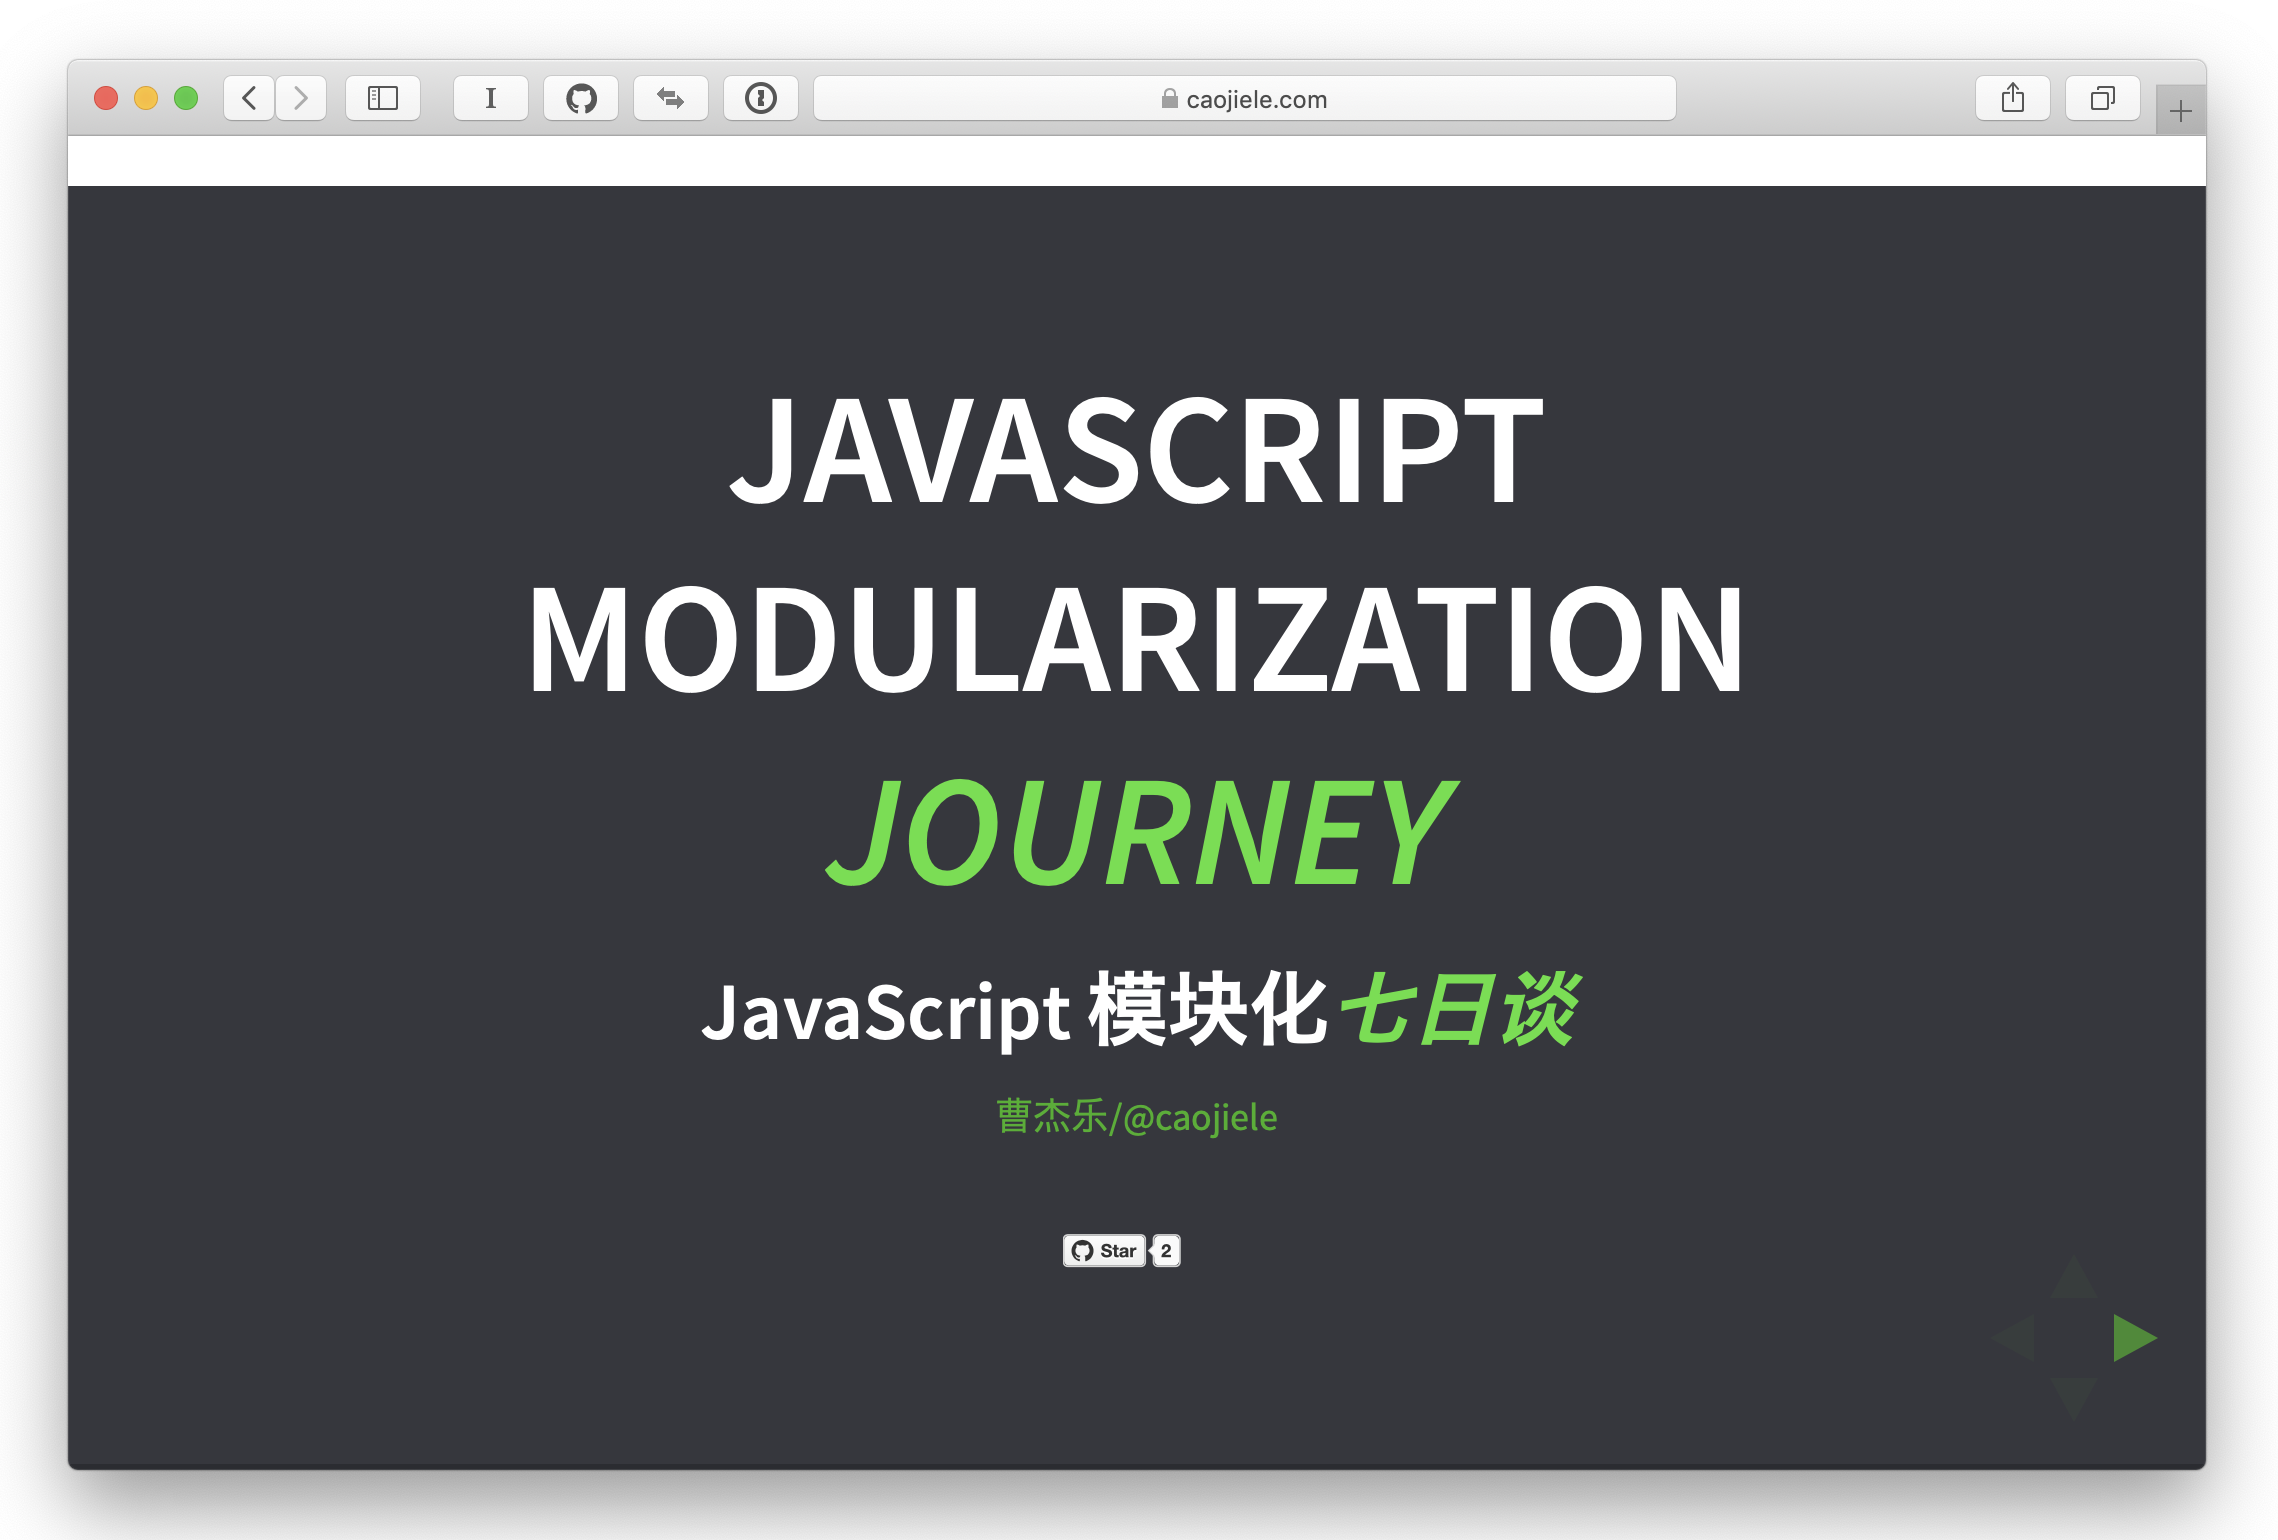 caojiele.com
JAVASCRIPT
MODULARIZATION
JOURNEY
JavaScript 模块化七日谈
曹杰乐/@caojiele
Star 2